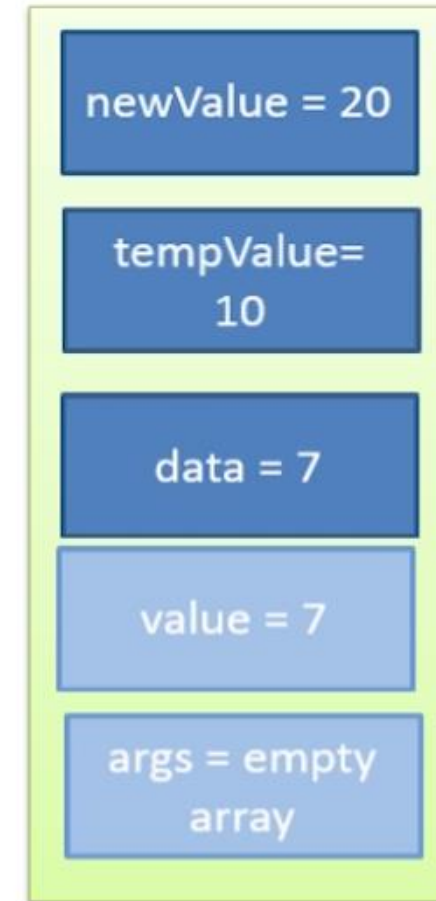 newValue = 20
tempValue=
10
data = 7
value = 7
args = empty
array